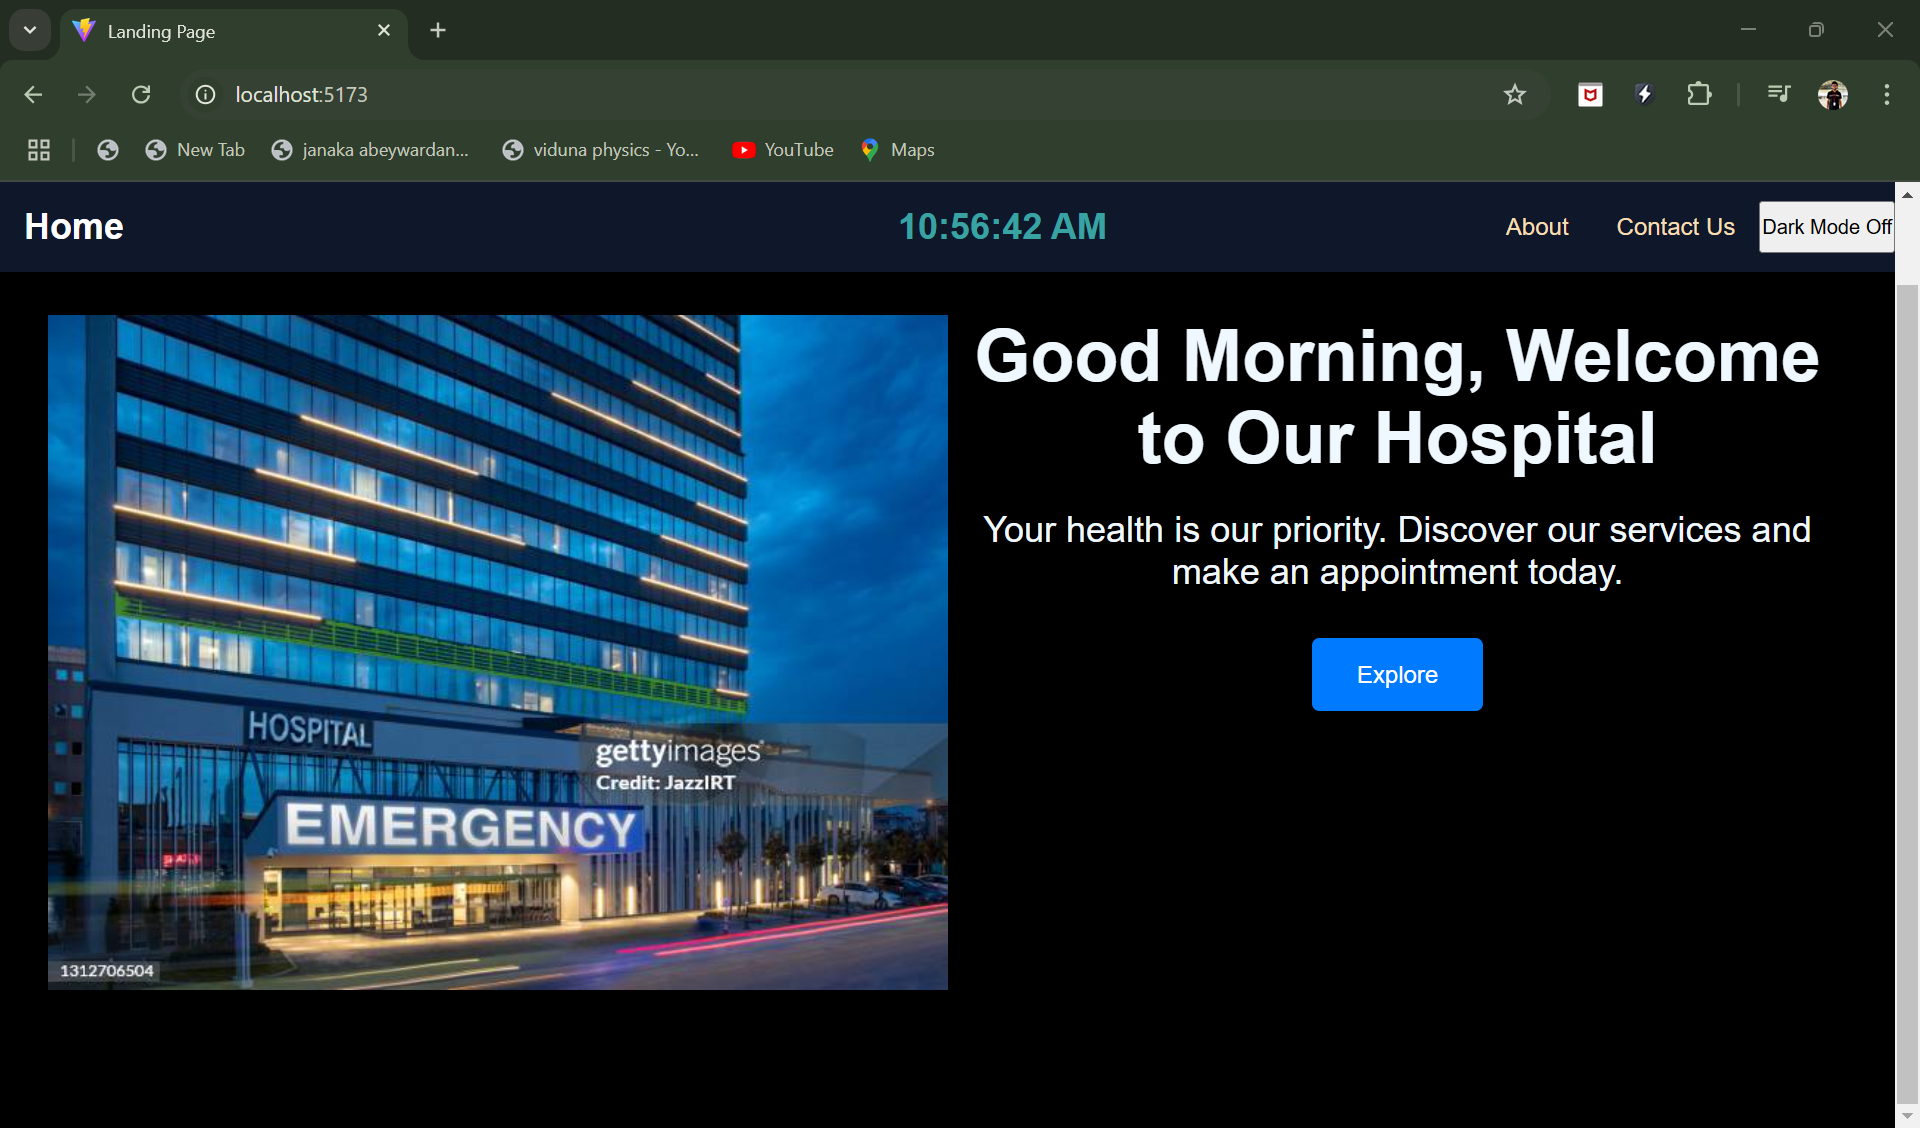 Landing Page
localhost:5173
New Tab
janaka abeywardan...
viduna physics - Yo...
YouTube
Maps
Home
10:56:42 AM
About
Contact Us
Dark Mode Off
Good Morning, Welcome
to Our Hospital
Your health is our priority. Discover our services and
make an appointment today.
Explore
HOSPITAL
gettyimages
Credit: JazzIRT
EMERGENCY
1312706504